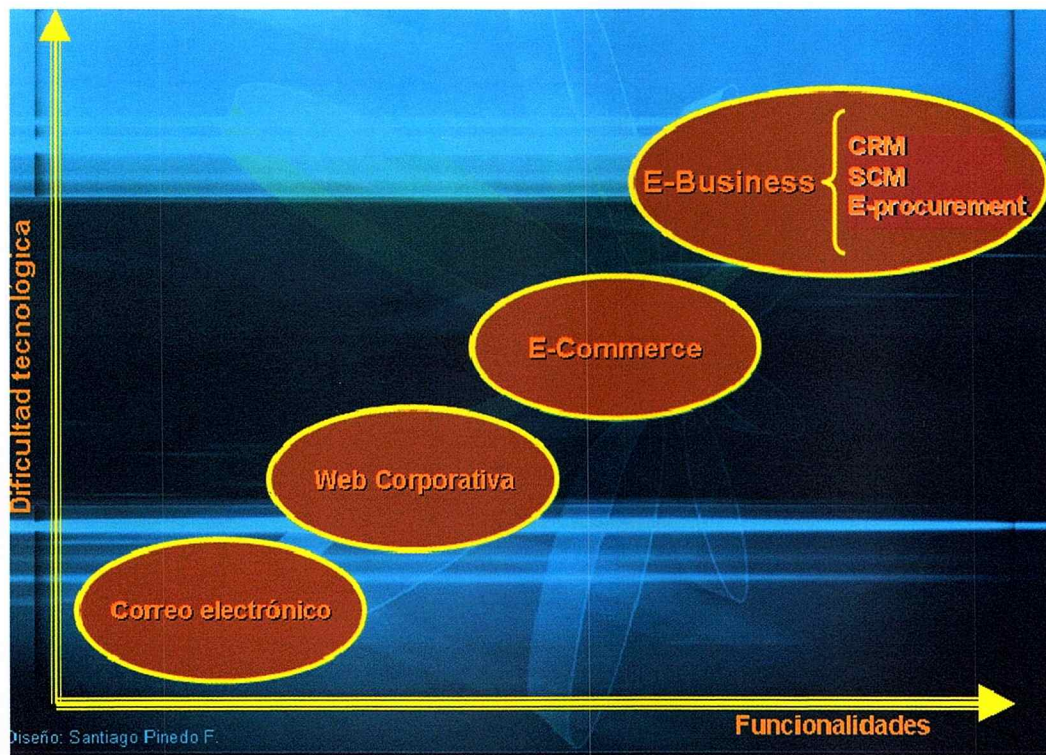 CRM
SCM
E-Business
E-procurement
Dificultad tecnológica
E-Commerce
Web Corporativa
Correo electrónico
Funcionalidades
Diseño: Santiago Pinedo F.